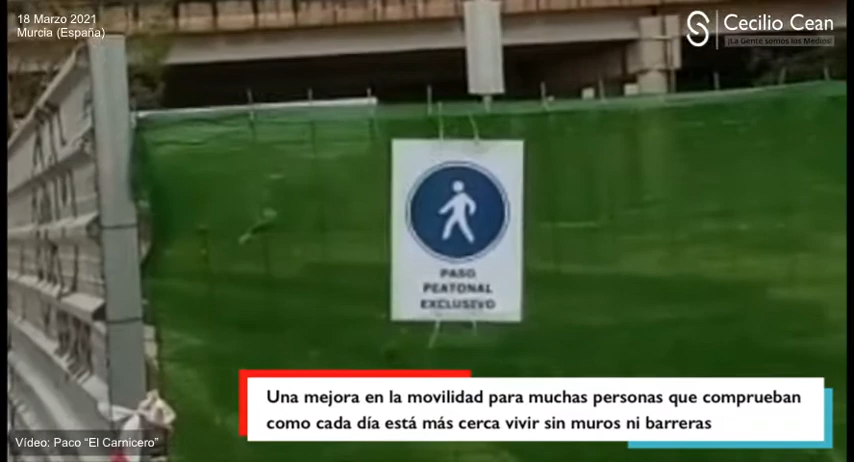 18 Marzo 2021
Murcia (España)
Cecilio Cean
¡La Gente somos los Medios!
PASO
PEATONAL
EXCLUSIVO
Una mejora en la movilidad para muchas personas que comprueban
como cada día está más cerca vivir sin muros ni barreras
Vídeo: Paco "El Carnicero"